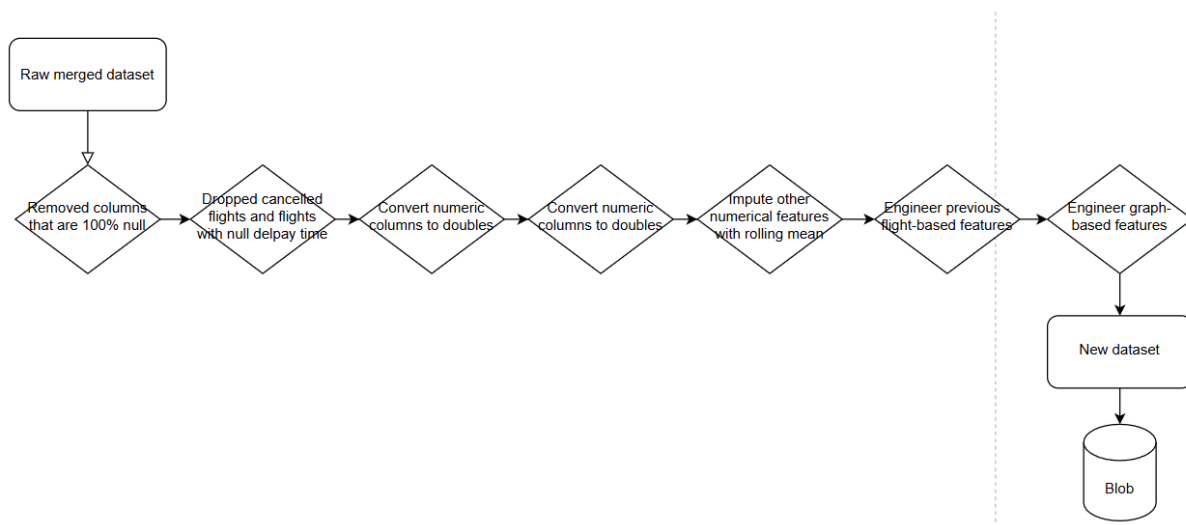 Raw merged dataset
Removed columns
that are 100% null
Dropped cancelled
flights and flights
with null delpay time
Convert numeric
columns to doubles
Convert numeric
columns to doubles
Impute other
numerical features
with rolling mean
Engineer previous -
flight-based features
Engineer graph-
based features
New dataset
Blob